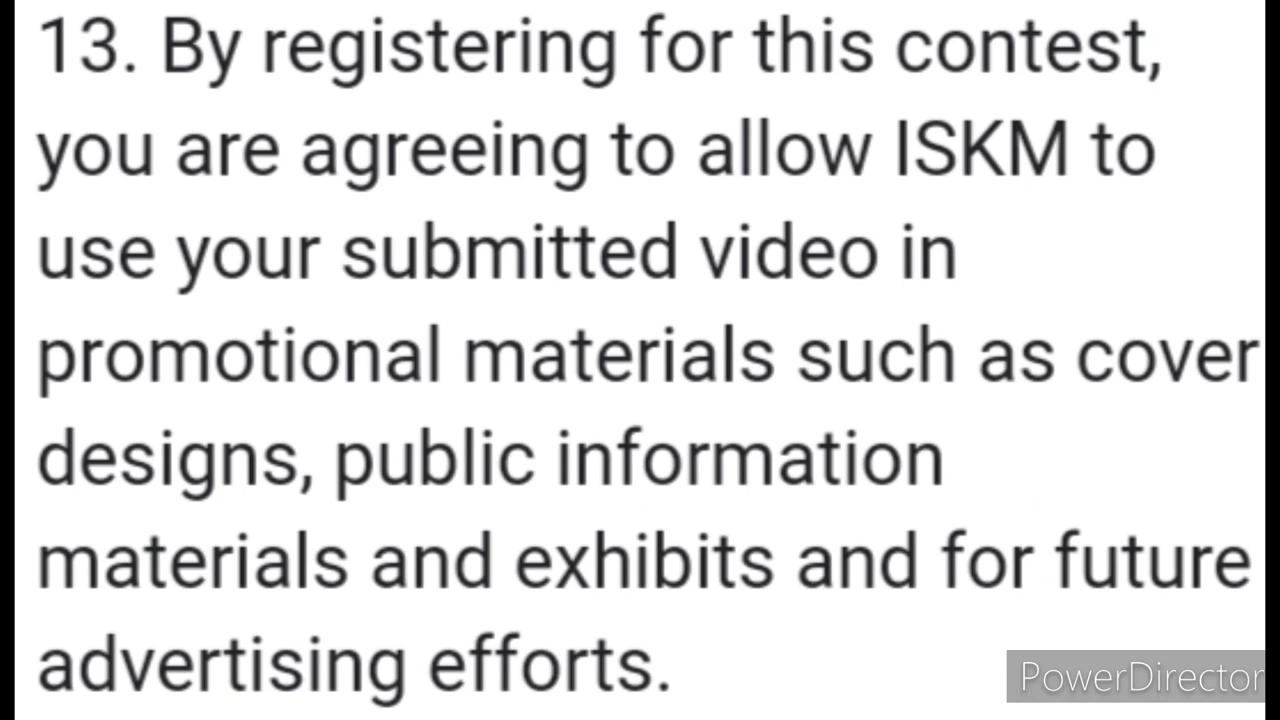 13. By registering for this contest,
you are agreeing to allow ISKM to
use your submitted video in
promotional materials such as cover
designs, public information
materials and exhibits and for future
advertising efforts.
PowerDirector